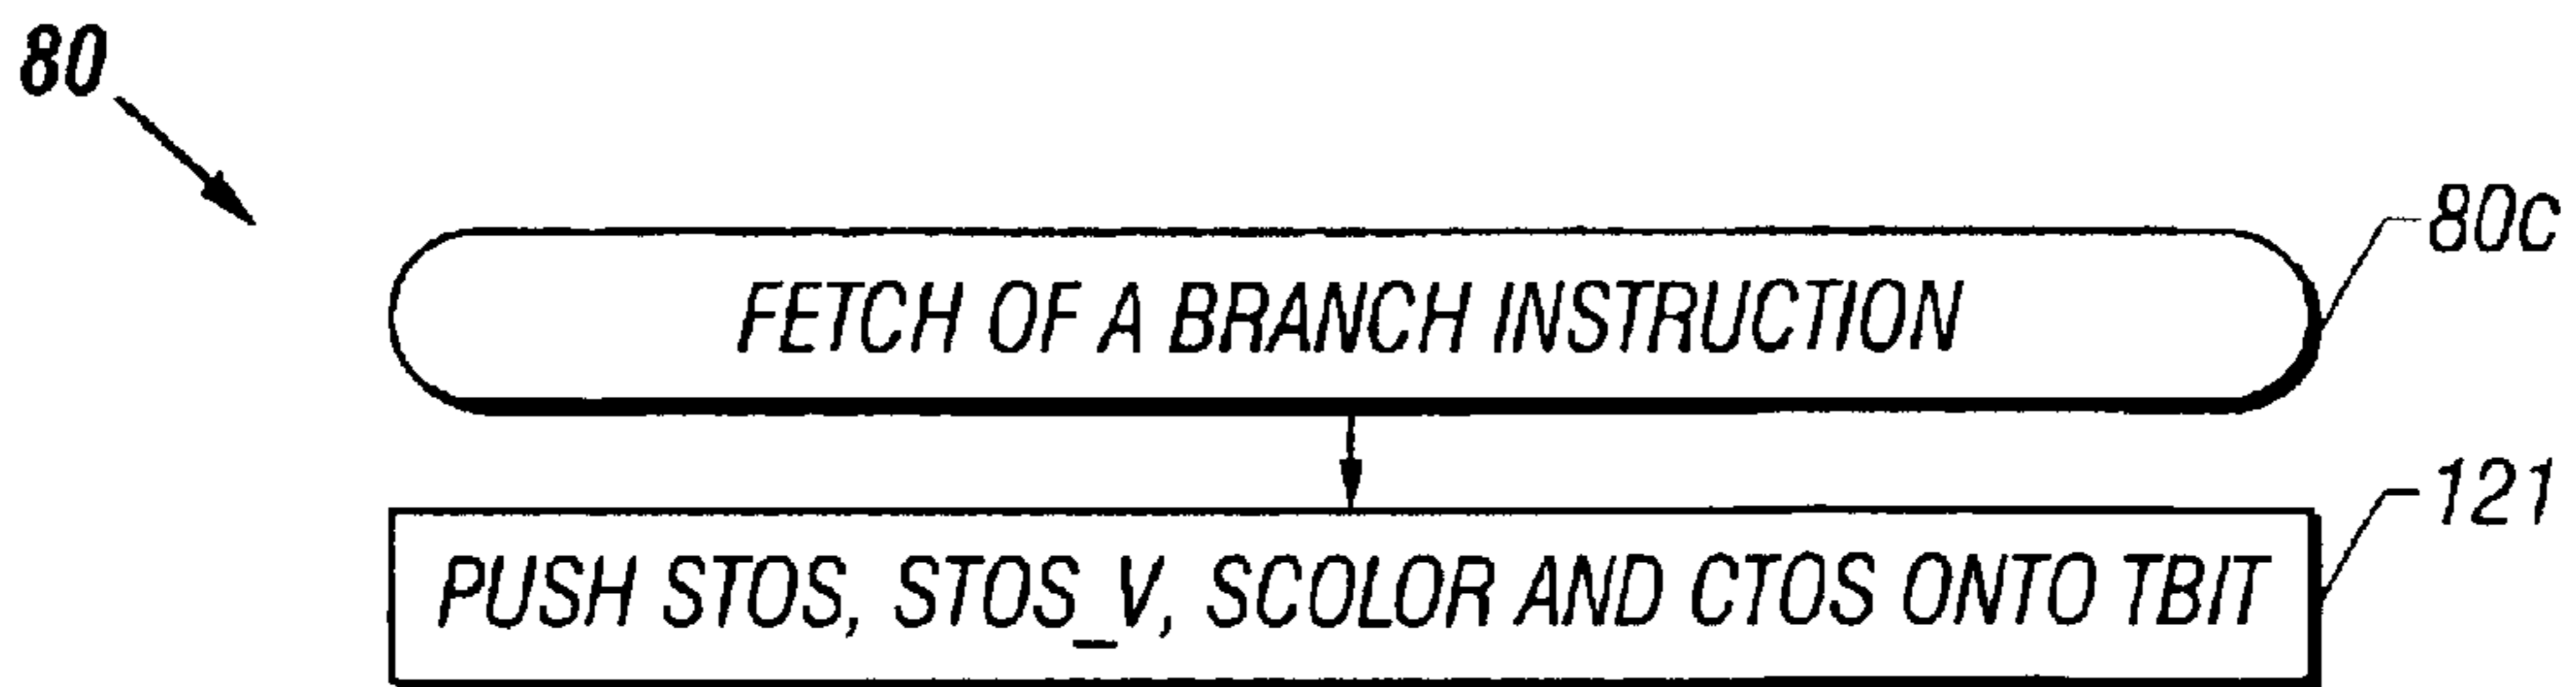 80
80C
FETCH OF A BRANCH INSTRUCTION
121
PUSH STOS, STOS_V, SCOLOR AND CTOS ONTO TBIT